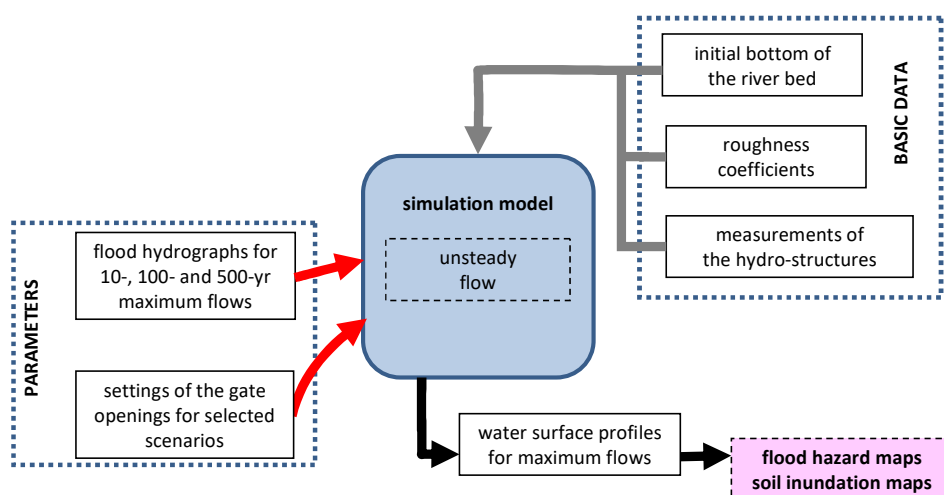 initial bottom of
the river bed
roughness
coefficients
measurements of
the hydro-structures
BASIC DATA
simulation model
unsteady
flow
PARAMETERS
flood hydrographs for
10-, 100- and 500-yr
maximum flows
settings of the gate
openings for selected
scenarios
water surface profiles
for maximum flows
flood hazard maps
soil inundation maps